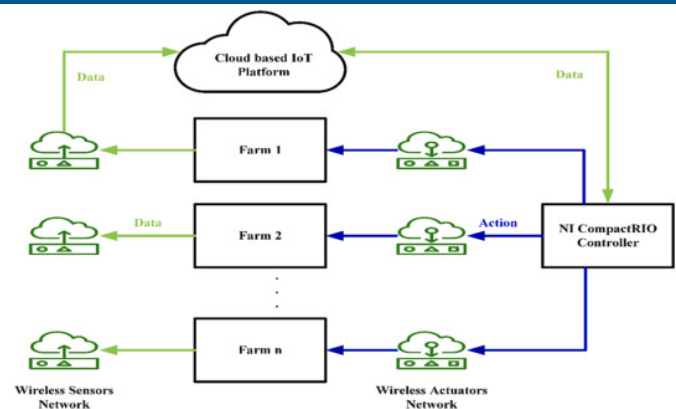 Cloud based IoT
Platform
Data
Data
Farm 1
Data
Farm 2
Action
NI CompactRIO
Controller
Farm n
Wireless Sensors
Network
Wireless Actuators
Network